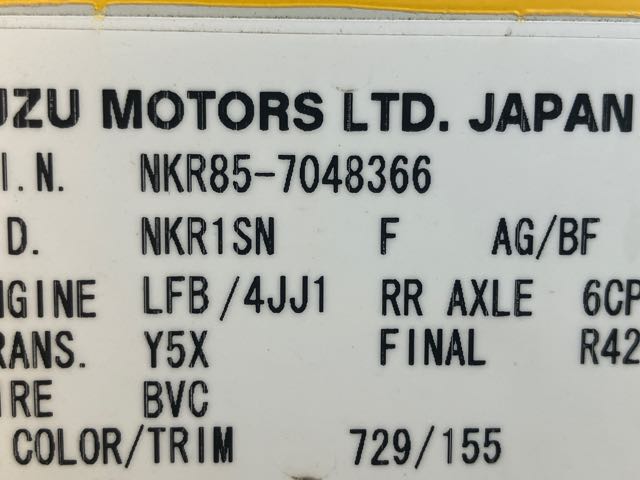 UZU MOTORS LTD. JAPAN
I.N. NKR85-7048366
D. NKR1SN F AG/BF
NGINE LFB/4JJ1 RR AXLE 6CP
RANS. Y5X FINAL R42
IRE BVC
COLOR/TRIM 729/155